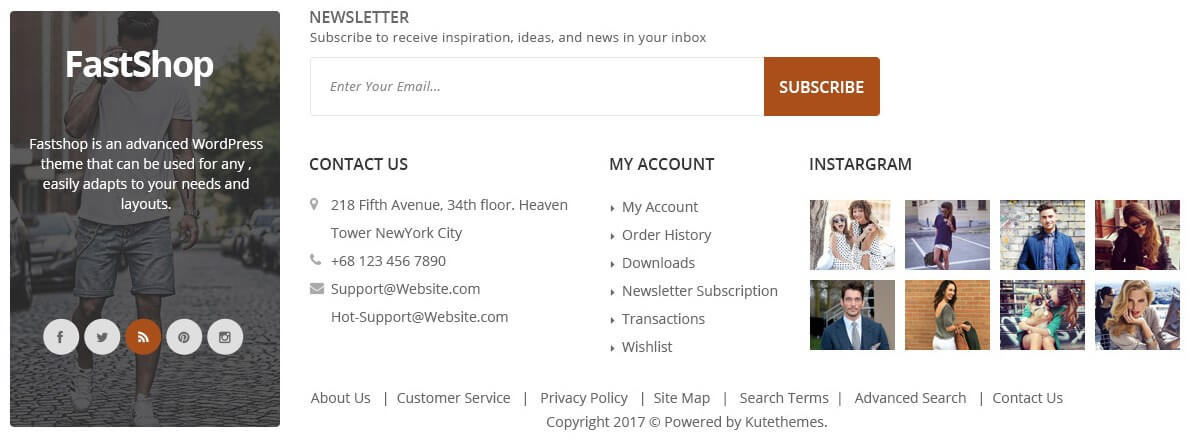 FastShop
Fastshop is an advanced WordPress
theme that can be used for any ,
easily adapts to your needs and
layouts.
NEWSLETTER
Subscribe to receive inspiration, ideas, and news in your inbox
Enter Your Email...
SUBSCRIBE
CONTACT US
218 Fifth Avenue, 34th floor. Heaven
Tower NewYork City
+68 123 456 7890
Support@Website.com
Hot-Support@Website.com
MY ACCOUNT
My Account
Order History
Downloads
Newsletter Subscription
Transactions
Wishlist
INSTARGRAM
About Us | Customer Service | Privacy Policy | Site Map | Search Terms | Advanced Search | Contact Us
Copyright 2017 © Powered by Kutethemes.